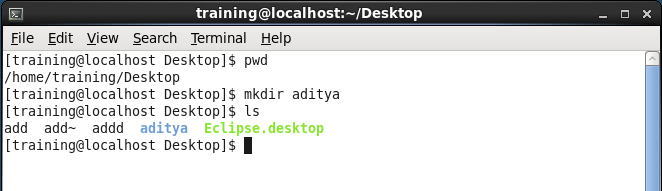 training@localhost:~/Desktop
File Edit View Search Terminal Help
[training@localhost Desktop]$ pwd
/home/training/Desktop
[training@localhost Desktop]$ mkdir aditya
[training@localhost Desktop]$ ls
add  add~  addd  aditya  Eclipse.desktop
[training@localhost Desktop]$